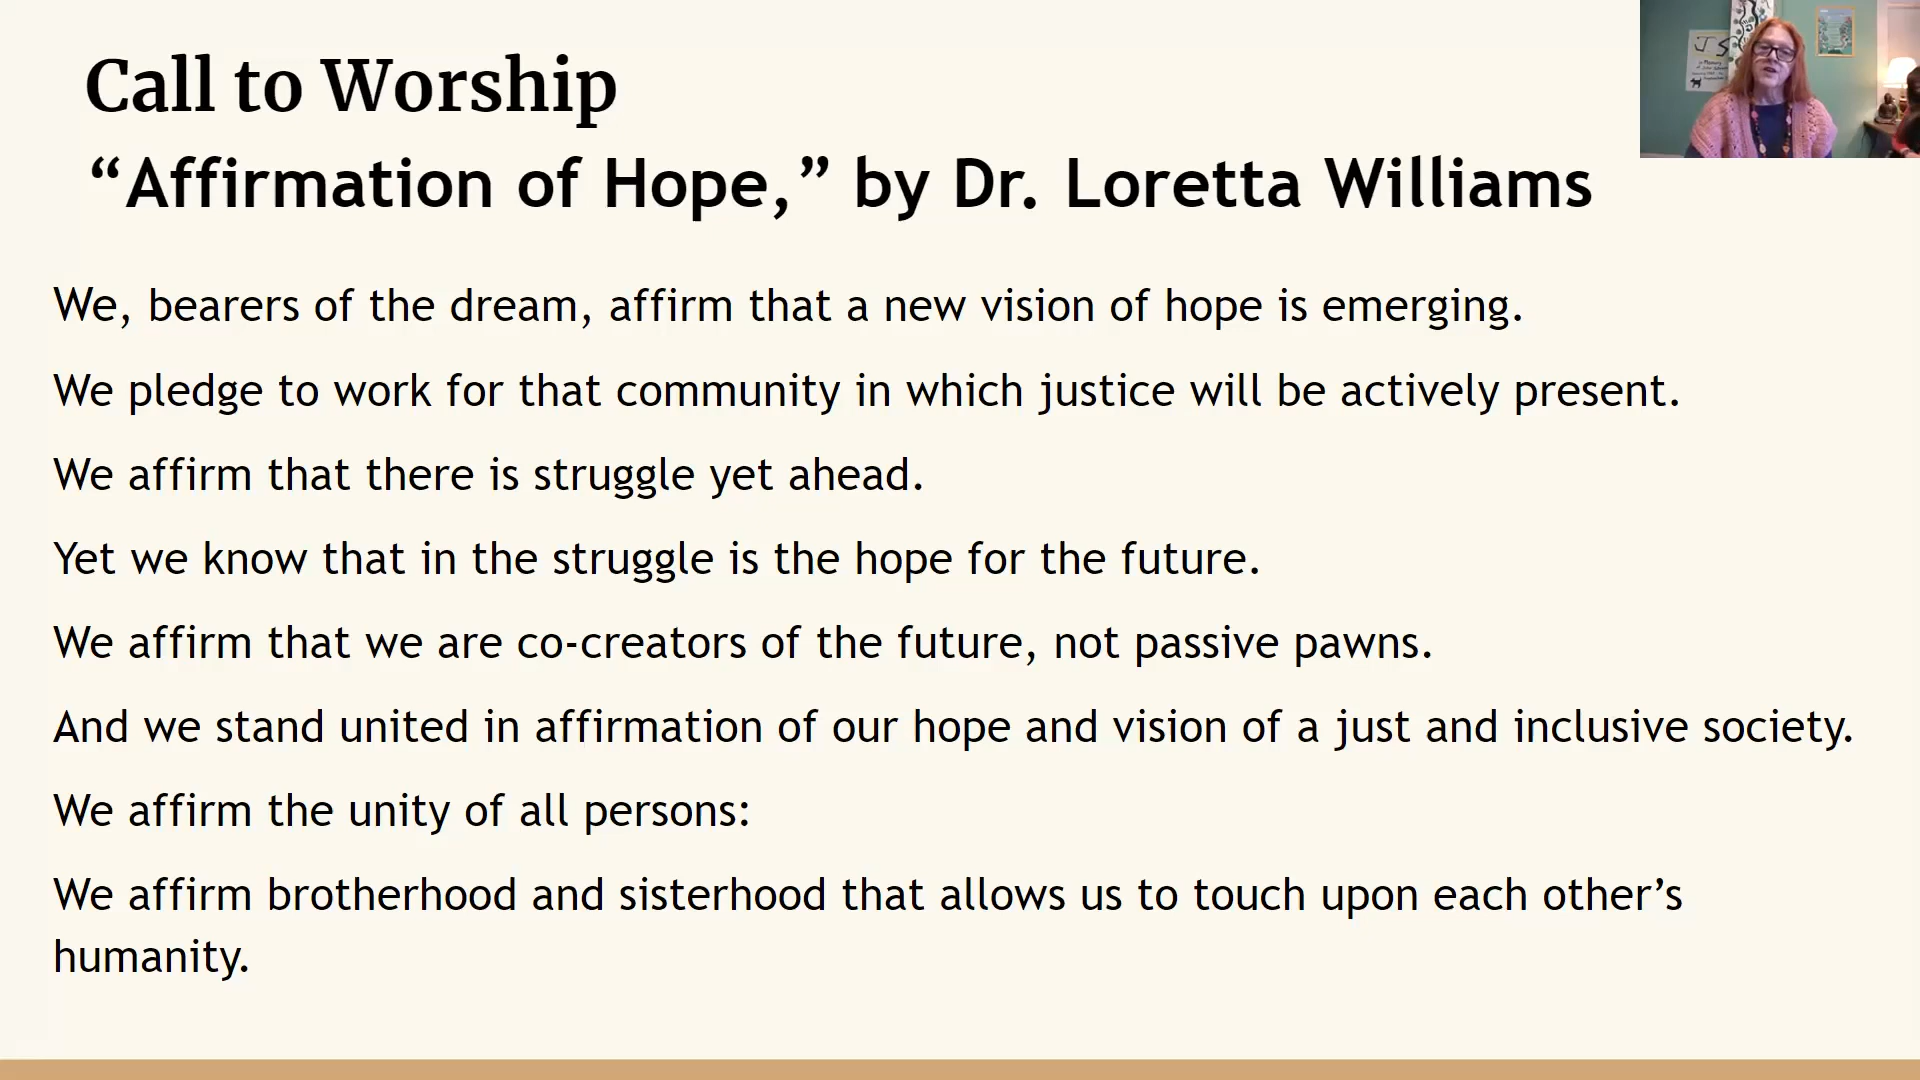 Call to Worship
“Affirmation of Hope,” by Dr. Loretta Williams
We, bearers of the dream, affirm that a new vision of hope is emerging.
We pledge to work for that community in which justice will be actively present.
We affirm that there is struggle yet ahead.
Yet we know that in the struggle is the hope for the future.
We affirm that we are co-creators of the future, not passive pawns.
And we stand united in affirmation of our hope and vision of a just and inclusive society.
We affirm the unity of all persons:
We affirm brotherhood and sisterhood that allows us to touch upon each other’s
humanity.